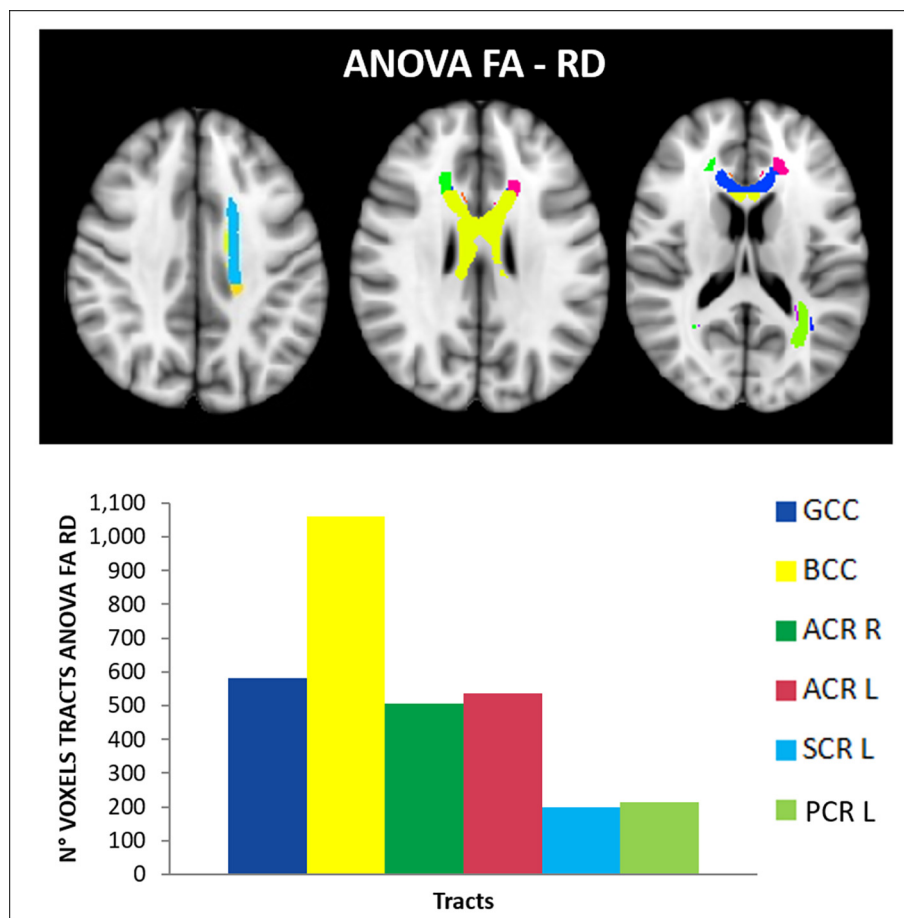 ANOVA FA - RD
N° VOXELS TRACTS ANOVA FA RD
1,100
1,000
900
800
700
600
500
400
300
200
100
0
Tracts
GCC
BCC
ACR R
ACR L
SCR L
PCR L